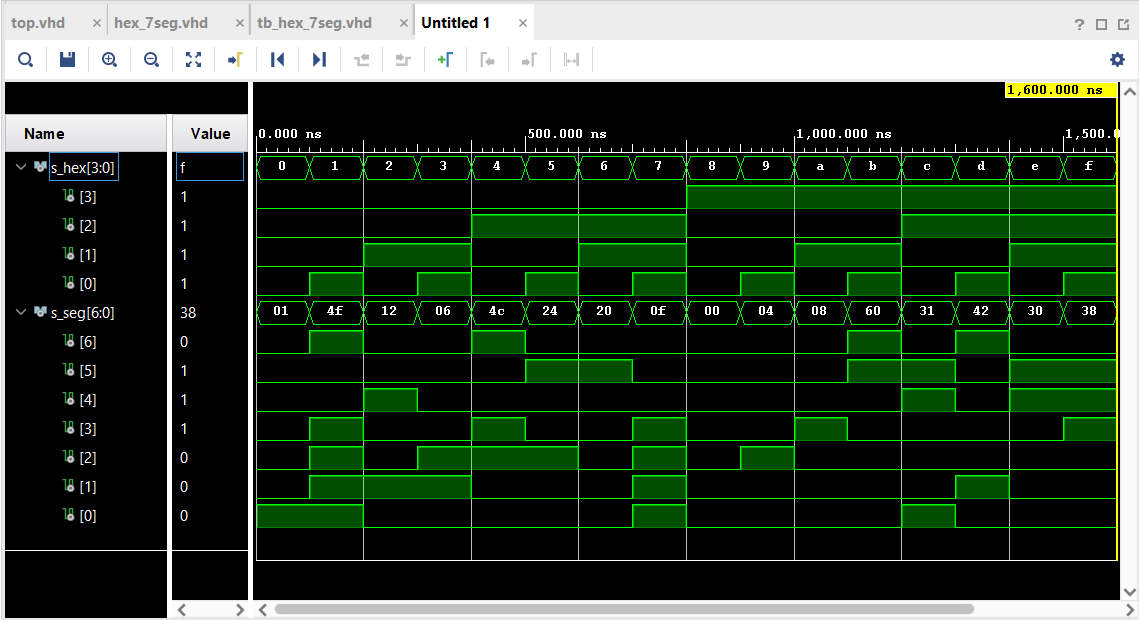 top.vhd × hex_7seg.vhd × tb_hex_7seg.vhd × Untitled 1 × ?
1,600.000 ns
Name Value 0.000 ns 500.000 ns 1,000.000 ns 1,500.0
s_hex[3:0] f 0 1 2 3 4 5 6 7 8 9 a b c d e f
[3] 1
[2] 1
[1] 1
[0] 1
s_seg[6:0] 38 01 4f 12 06 4c 24 20 0f 00 04 08 60 31 42 30 38
[6] 0
[5] 1
[4] 1
[3] 1
[2] 0
[1] 0
[0] 0